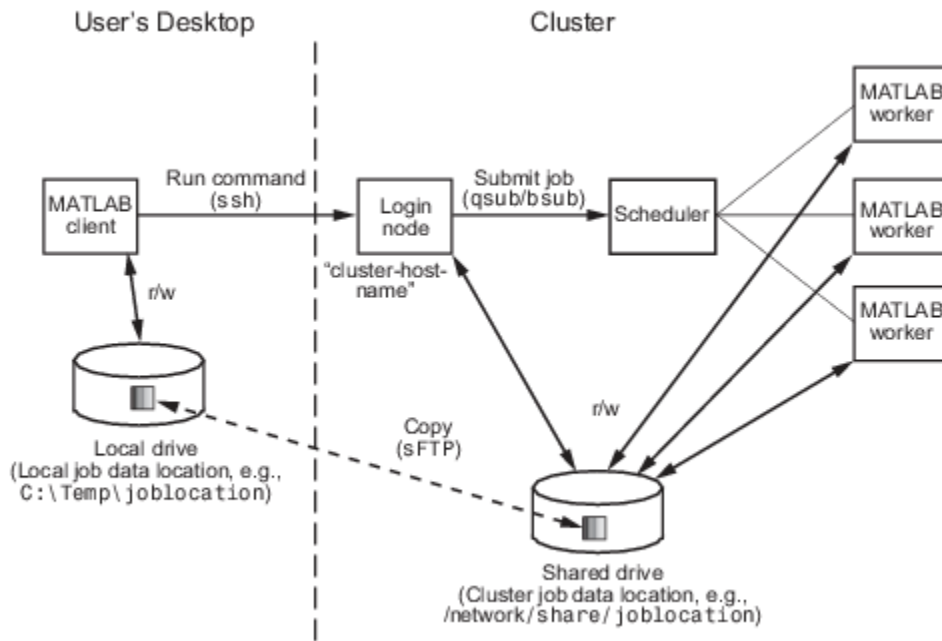 User's Desktop
Cluster
MATLAB
client
Run command
(ssh)
Login
node
"cluster-host-
name"
Submit job
(qsub/bsub)
Scheduler
MATLAB
worker
MATLAB
worker
MATLAB
worker
r/w
Local drive
(Local job data location, e.g.,
C:\Temp\joblocation)
Copy
(sFTP)
r/w
Shared drive
(Cluster job data location, e.g.,
/network/share/joblocation)